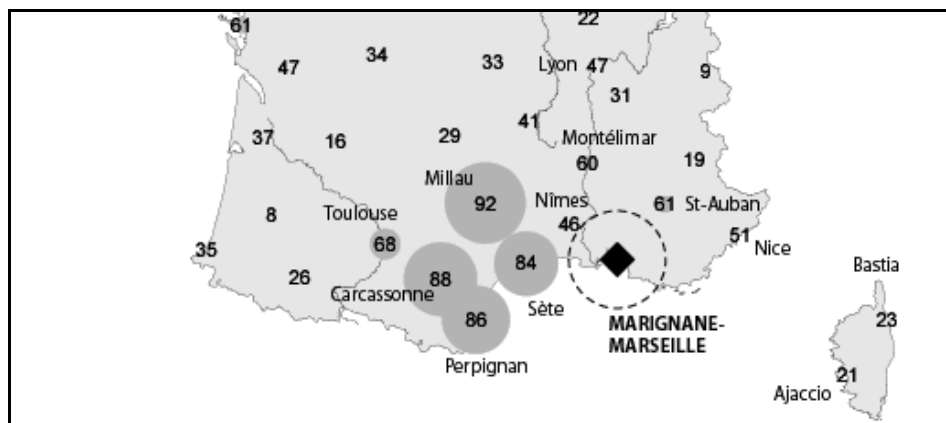 61
22
34
47
33
Lyon 47
9
31
41
37
16
29
Montélimar
60
19
Millau
92
Nîmes
46
61 St-Auban
8
Toulouse
68
51
Nice
35
84
26
88
Carcassonne
Bastia
Sète
86
MARIGNANE-
MARSEILLE
23
Perpignan
21
Ajaccio